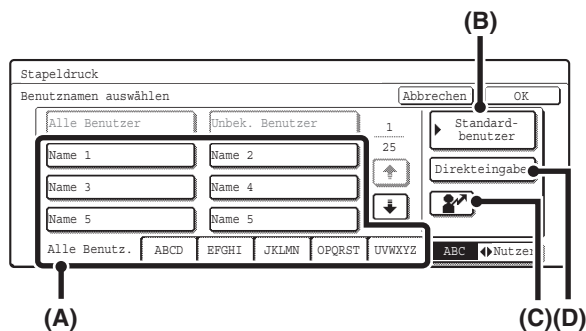 (B)
Stapeldruck
Benutznamen auswählen
Abbrechen
OK
Alle Benutzer
Unbek. Benutzer
1
25
Standard-
benutzer
Name 1
Name 2
Direkteingabe
Name 3
Name 4
Name 5
Name 5
Alle Benutz.
ABCD
EFGHI
JKLMN
OPQRST
UVWXYZ
ABC
Nutzer
(A)
(C)(D)